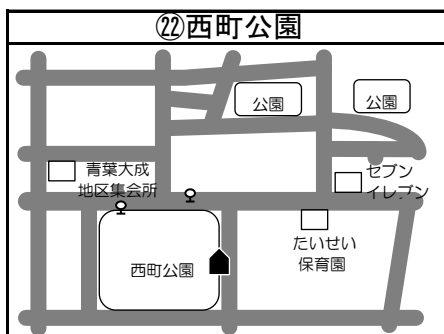 ㉒西町公園
公園
公園
青葉大成
地区集会所
セブン
イレブン
たいせい
保育園
西町公園